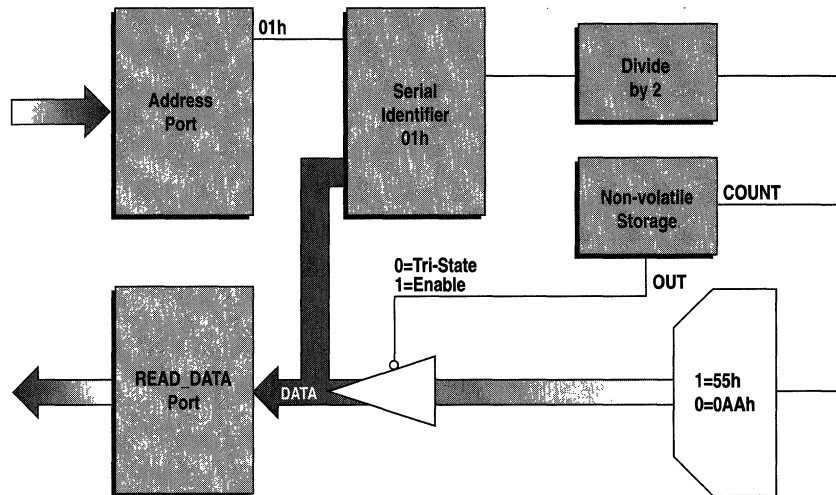 01h
Address
Port
Serial
Identifier
01h
Divide
by 2
Non-volatile
Storage
COUNT
0=Tri-State
1=Enable
OUT
READ_DATA
Port
DATA
1=55h
0=0AAh